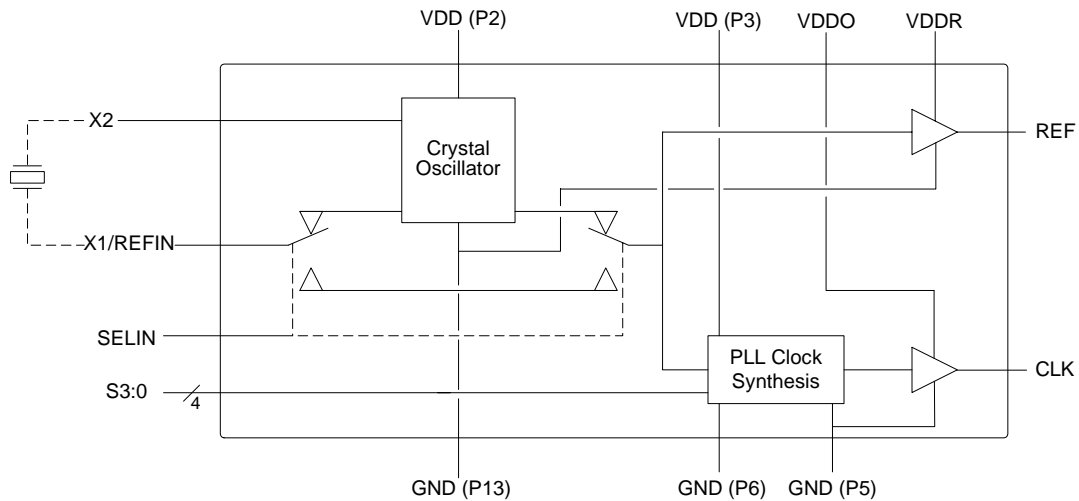 VDD (P2)
VDD (P3)
VDDO
VDDR
X2
Crystal
Oscillator
REF
X1/REFIN
SELIN
PLL Clock
Synthesis
CLK
S3:0
4
GND (P13)
GND (P6)
GND (P5)